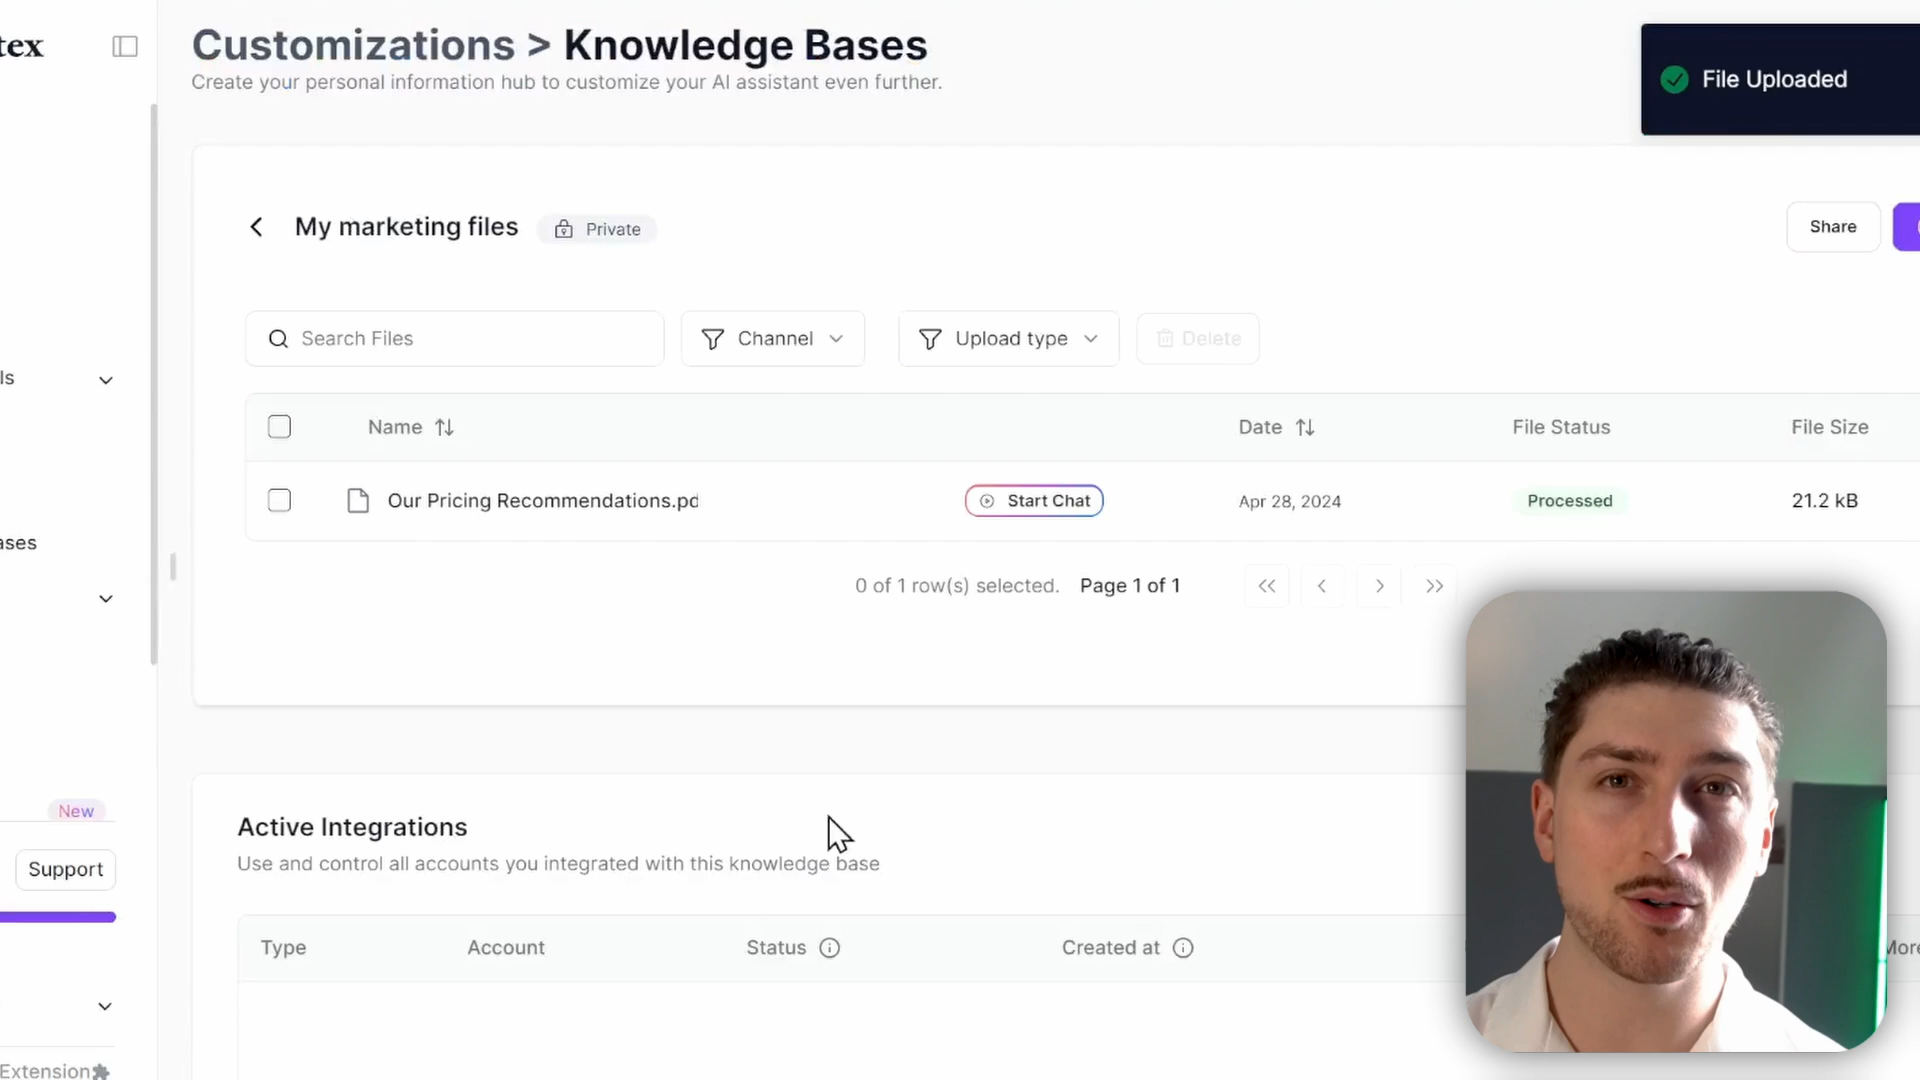 tex
Customizations > Knowledge Bases
Create your personal information hub to customize your AI assistant even further.
File Uploaded
My marketing files
Private
Share
Search Files
Channel
Upload type
Delete
ls
Name
Date
File Status
File Size
Our Pricing Recommendations.pd
Start Chat
Apr 28, 2024
Processed
21.2 kB
ases
0 of 1 row(s) selected.
Page 1 of 1
New
Support
Active Integrations
Use and control all accounts you integrated with this knowledge base
Type
Account
Status
Created at
More
Extension